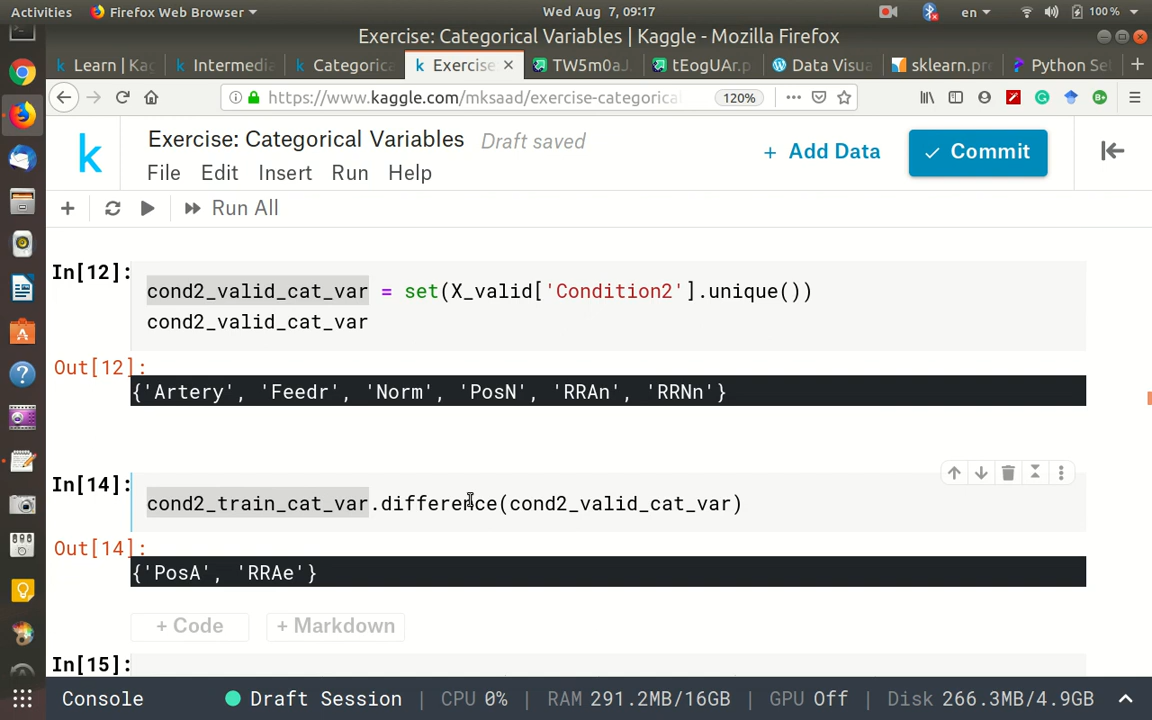 Activities Firefox Web Browser Wed Aug 7, 09:17 en 100 %
Exercise: Categorical Variables | Kaggle - Mozilla Firefox
Learn | Kag Intermedia Categorica Exercise TW5m0aJ tEogUAr.p Data Visua sklearn.pre Python Se
https://www.kaggle.com/mksaad/exercise-categorica 120%
k Exercise: Categorical Variables Draft saved
+ Add Data Commit
File Edit Insert Run Help
Run All
In[12]:
cond2_valid_cat_var = set(X_valid['Condition2'].unique())
cond2_valid_cat_var
Out[12]:
{'Artery', 'Feedr', 'Norm', 'PosN', 'RRAn', 'RRNn'}
In[14]:
cond2_train_cat_var.difference(cond2_valid_cat_var)
Out[14]:
{'PosA', 'RRAe'}
+ Code + Markdown
In[15]:
Console Draft Session | CPU 0% | RAM 291.2MB/16GB | GPU Off | Disk 266.3MB/4.9GB